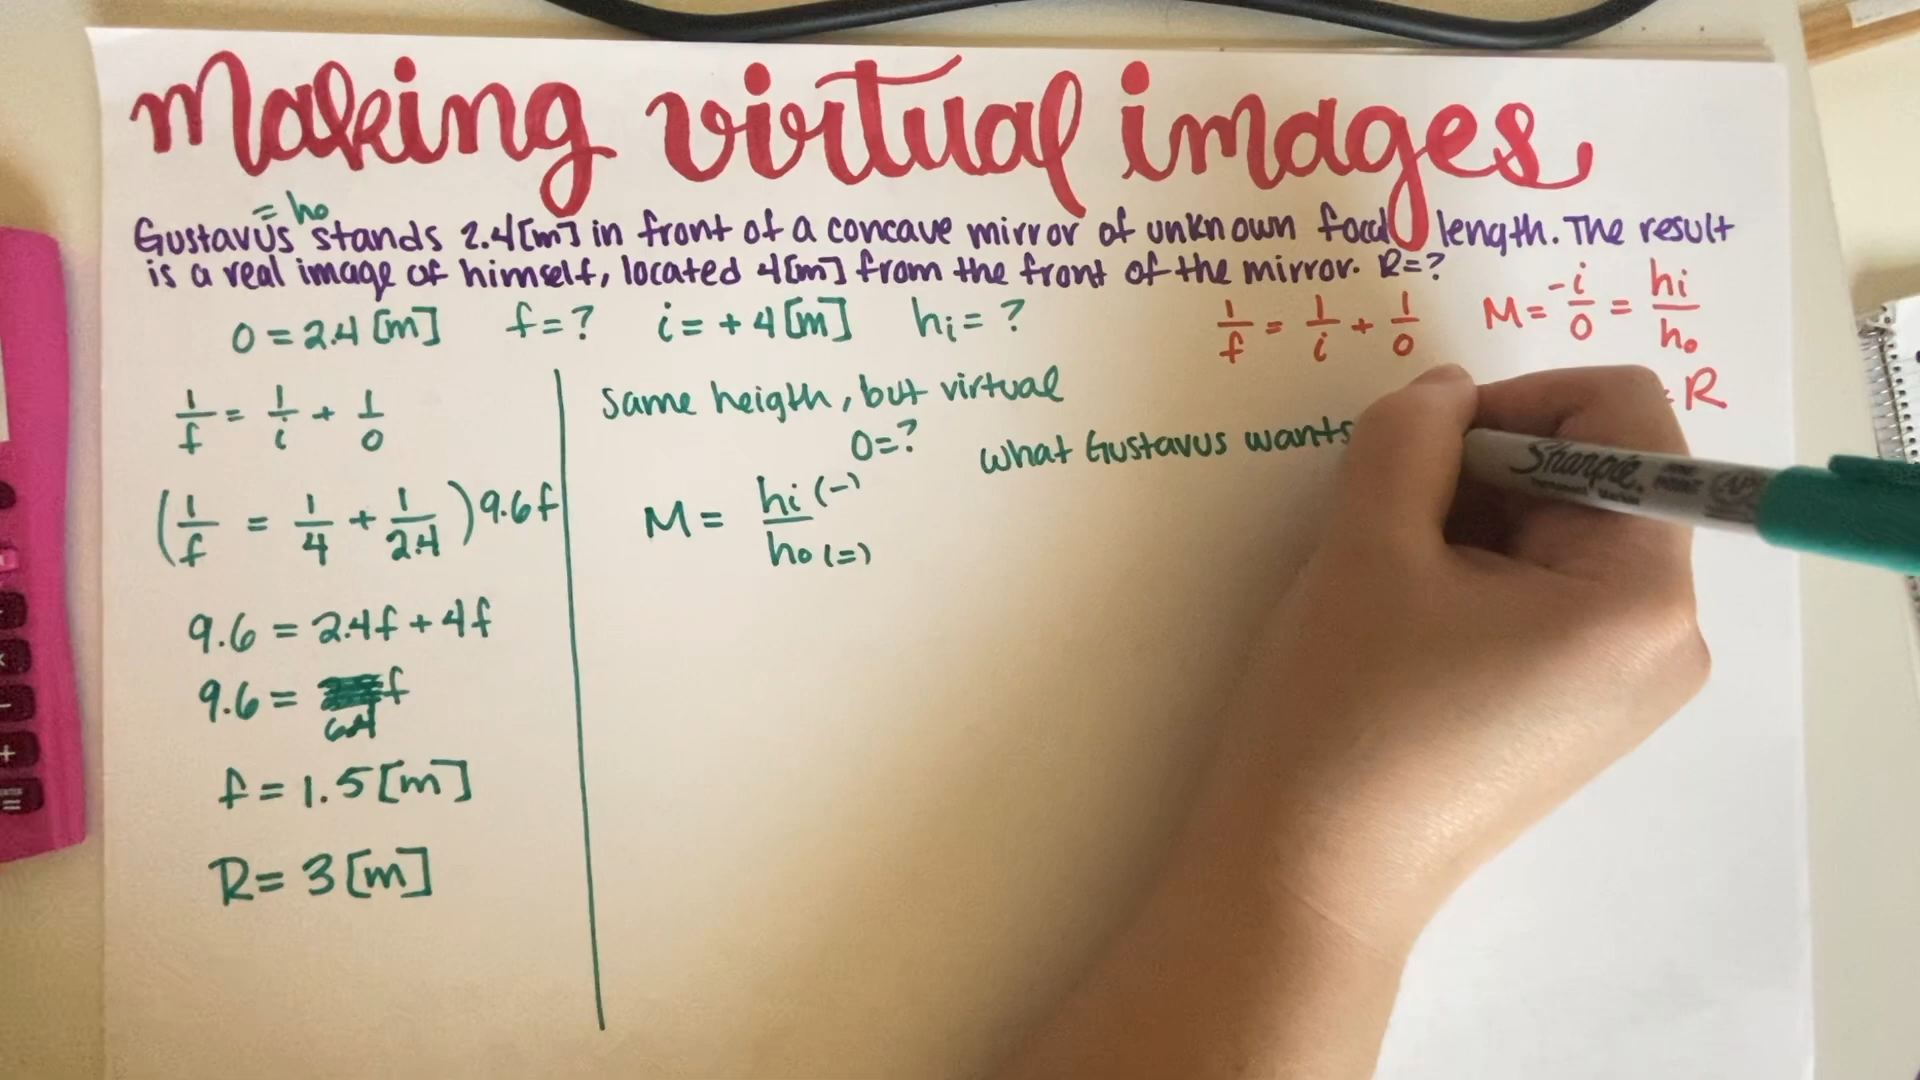 Making virtual images
= ho
Gustavus stands 2.4[m] in front of a concave mirror of unknown focal length. The result
is a real image of himself, located 4[m] from the front of the mirror. R=?
o = 2.4 [m] f = ? i = +4[m] hi = ?
1/f = 1/i + 1/o
M = -i/o = hi/ho
= R
1/f = 1/i + 1/o
(1/f = 1/4 + 1/2.4) 9.6f
9.6 = 2.4f + 4f
9.6 = 6.4 f
f = 1.5 [m]
R = 3 [m]
same heigth, but virtual
o = ?
what Gustavus wants
M = hi (-) / ho (=)
Sharpie